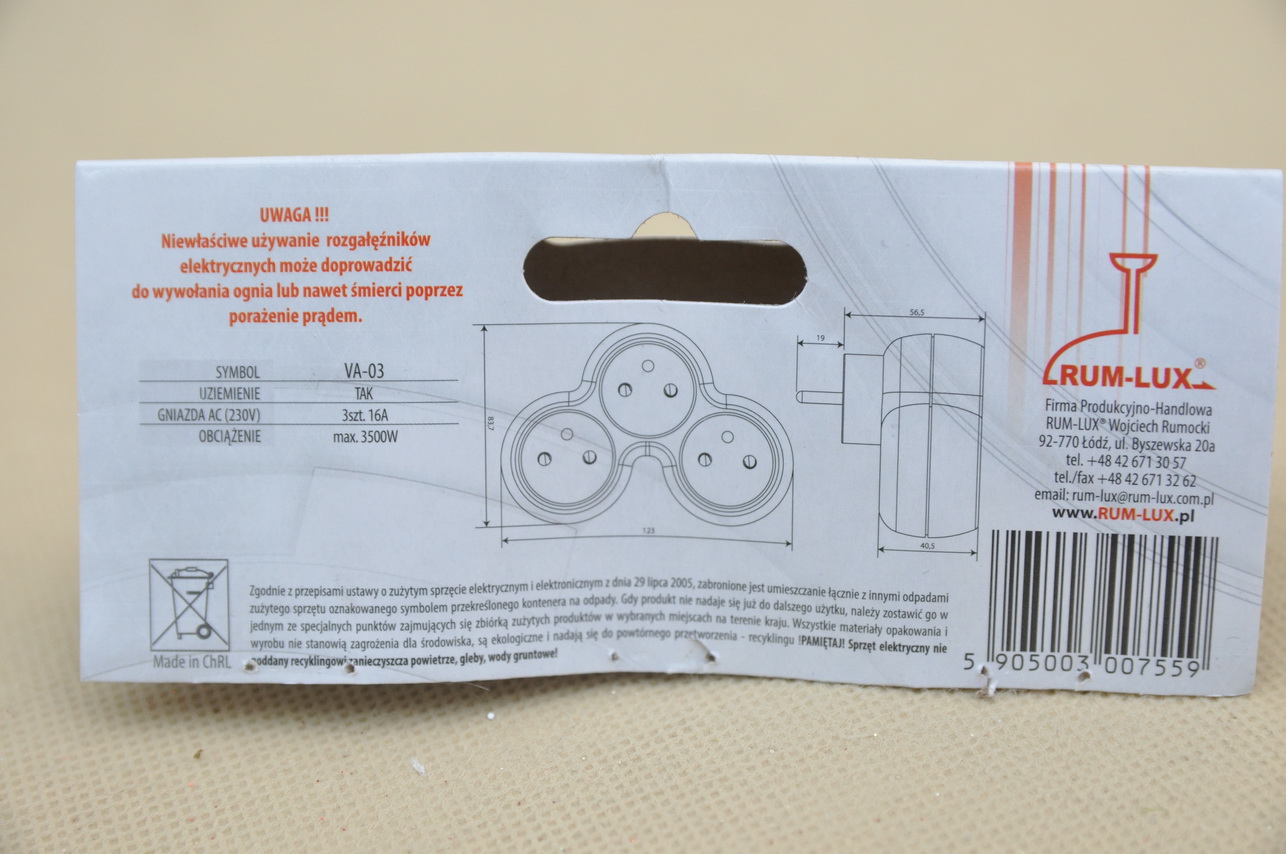 UWAGA !!!
Niewłaściwe używanie rozgałęźników
elektrycznych może doprowadzić
do wywołania ognia lub nawet śmierci poprzez
porażenie prądem.
SYMBOL VA-03
UZIEMIENIE TAK
GNIAZDA AC (230V) 3szt. 16A
OBCIĄŻENIE max. 3500W
83,7
123
19
56,5
40,5
RUM-LUX®
Firma Produkcyjno-Handlowa
RUM-LUX® Wojciech Rumocki
92-770 Łódź, ul. Byszewska 20a
tel. +48 42 671 30 57
tel./fax +48 42 671 32 62
email: rum-lux@rum-lux.com.pl
www.RUM-LUX.pl
Made in ChRL
Zgodnie z przepisami ustawy o zużytym sprzęcie elektrycznym i elektronicznym z dnia 29 lipca 2005, zabronione jest umieszczanie łącznie z innymi odpadami
zużytego sprzętu oznakowanego symbolem przekreślonego kontenera na odpady. Gdy produkt nie nadaje się już do dalszego użytku, należy zostawić go w
jednym ze specjalnych punktów zajmujących się zbiórką zużytych produktów w wybranych miejscach na terenie kraju. Wszystkie materiały opakowania i
wyrobu nie stanowią zagrożenia dla środowiska, są ekologiczne i nadają się do powtórnego przetworzenia - recyklingu !PAMIĘTAJ! Sprzęt elektryczny nie
poddany recyklingowi zanieczyszcza powietrze, gleby, wody gruntowe!
5 905003 007559